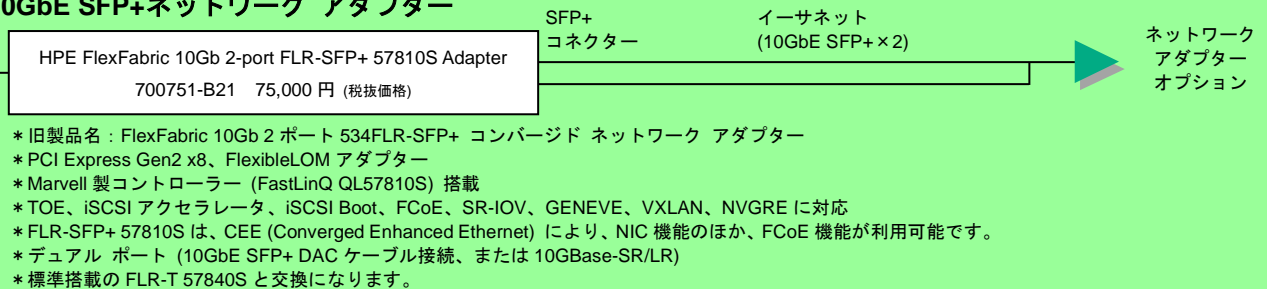 0GbE SFP+ネットワーク アダプター
SFP+
コネクター
イーサネット
(10GbE SFP+×2)
ネットワーク
アダプター
オプション
HPE FlexFabric 10Gb 2-port FLR-SFP+ 57810S Adapter
700751-B21 75,000 円 (税抜価格)
*旧製品名:FlexFabric 10Gb 2 ポート 534FLR-SFP+ コンバージド ネットワーク アダプター
*PCI Express Gen2 x8、FlexibleLOM アダプター
*Marvell 製コントローラー (FastLinQ QL57810S) 搭載
*TOE、iSCSI アクセラレータ、iSCSI Boot、FCoE、SR-IOV、GENEVE、VXLAN、NVGRE に対応
*FLR-SFP+ 57810S は、CEE (Converged Enhanced Ethernet) により、NIC 機能のほか、FCoE 機能が利用可能です。
*デュアル ポート (10GbE SFP+ DAC ケーブル接続、または 10GBase-SR/LR)
*標準搭載の FLR-T 57840S と交換になります。